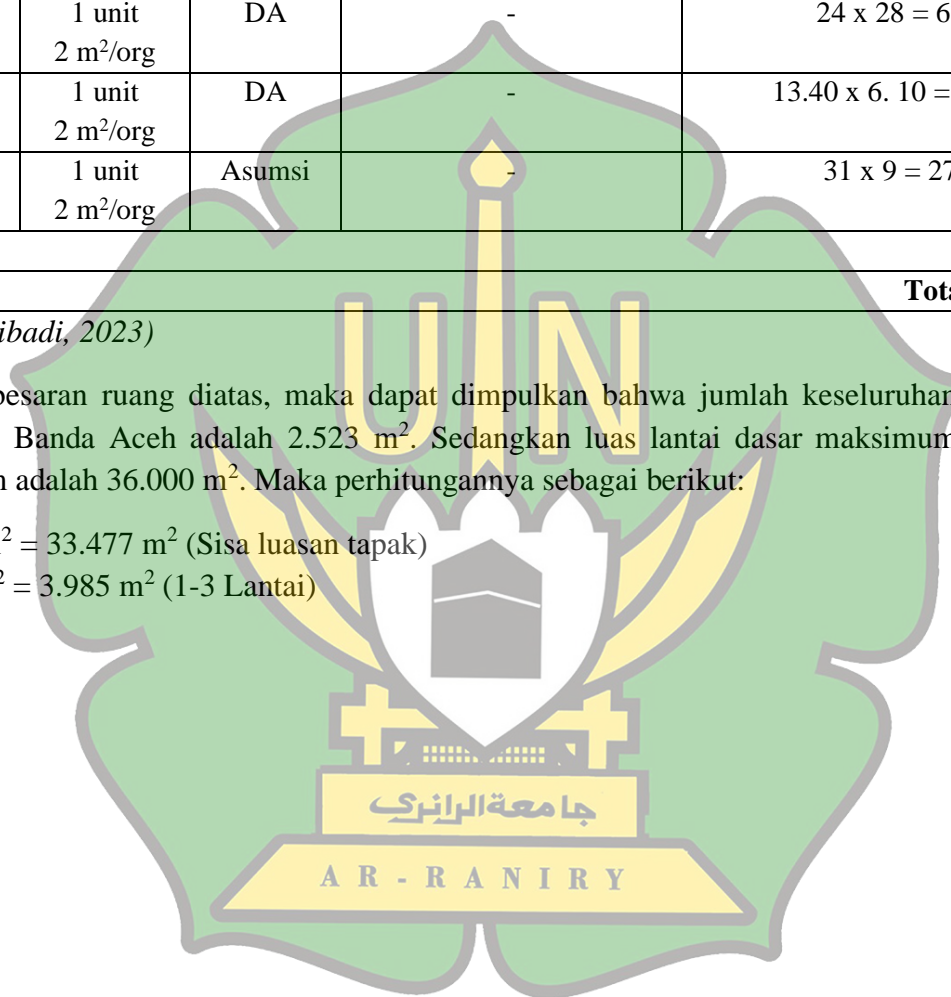 1 unit DA - 24 x 28 = 6
2 m²/org
1 unit DA - 13.40 x 6. 10 =
2 m²/org
1 unit Asumsi - 31 x 9 = 27
2 m²/org
Tota
ibadi, 2023)
besaran ruang diatas, maka dapat dimpulkan bahwa jumlah keseluruhan
Banda Aceh adalah 2.523 m². Sedangkan luas lantai dasar maksimum
n adalah 36.000 m². Maka perhitungannya sebagai berikut:
² = 33.477 m² (Sisa luasan tapak)
² = 3.985 m² (1-3 Lantai)
UIN
جامعة الرانري
AR-RANIRY